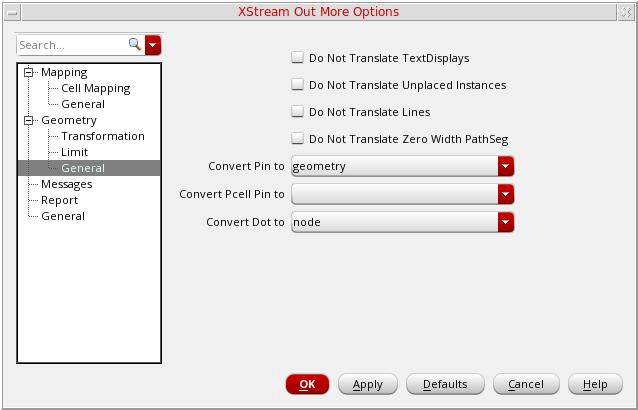 XStream Out More Options
Search...
Mapping
Cell Mapping
General
Geometry
Transformation
Limit
General
Messages
Report
General
Do Not Translate TextDisplays
Do Not Translate Unplaced Instances
Do Not Translate Lines
Do Not Translate Zero Width PathSeg
Convert Pin to geometry
Convert Pcell Pin to
Convert Dot to node
OK Apply Defaults Cancel Help